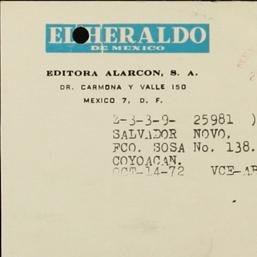 El HERALDO
DE MEXICO
EDITORA ALARCON, S. A.
DR. CARMONA Y VALLE 150
MEXICO 7, D. F.
2-3-3-9- 25981 )
SALVADOR NOVO.
FCO. SOSA No. 138.
COYOACAN.
OCT-14-72 VCE-AB